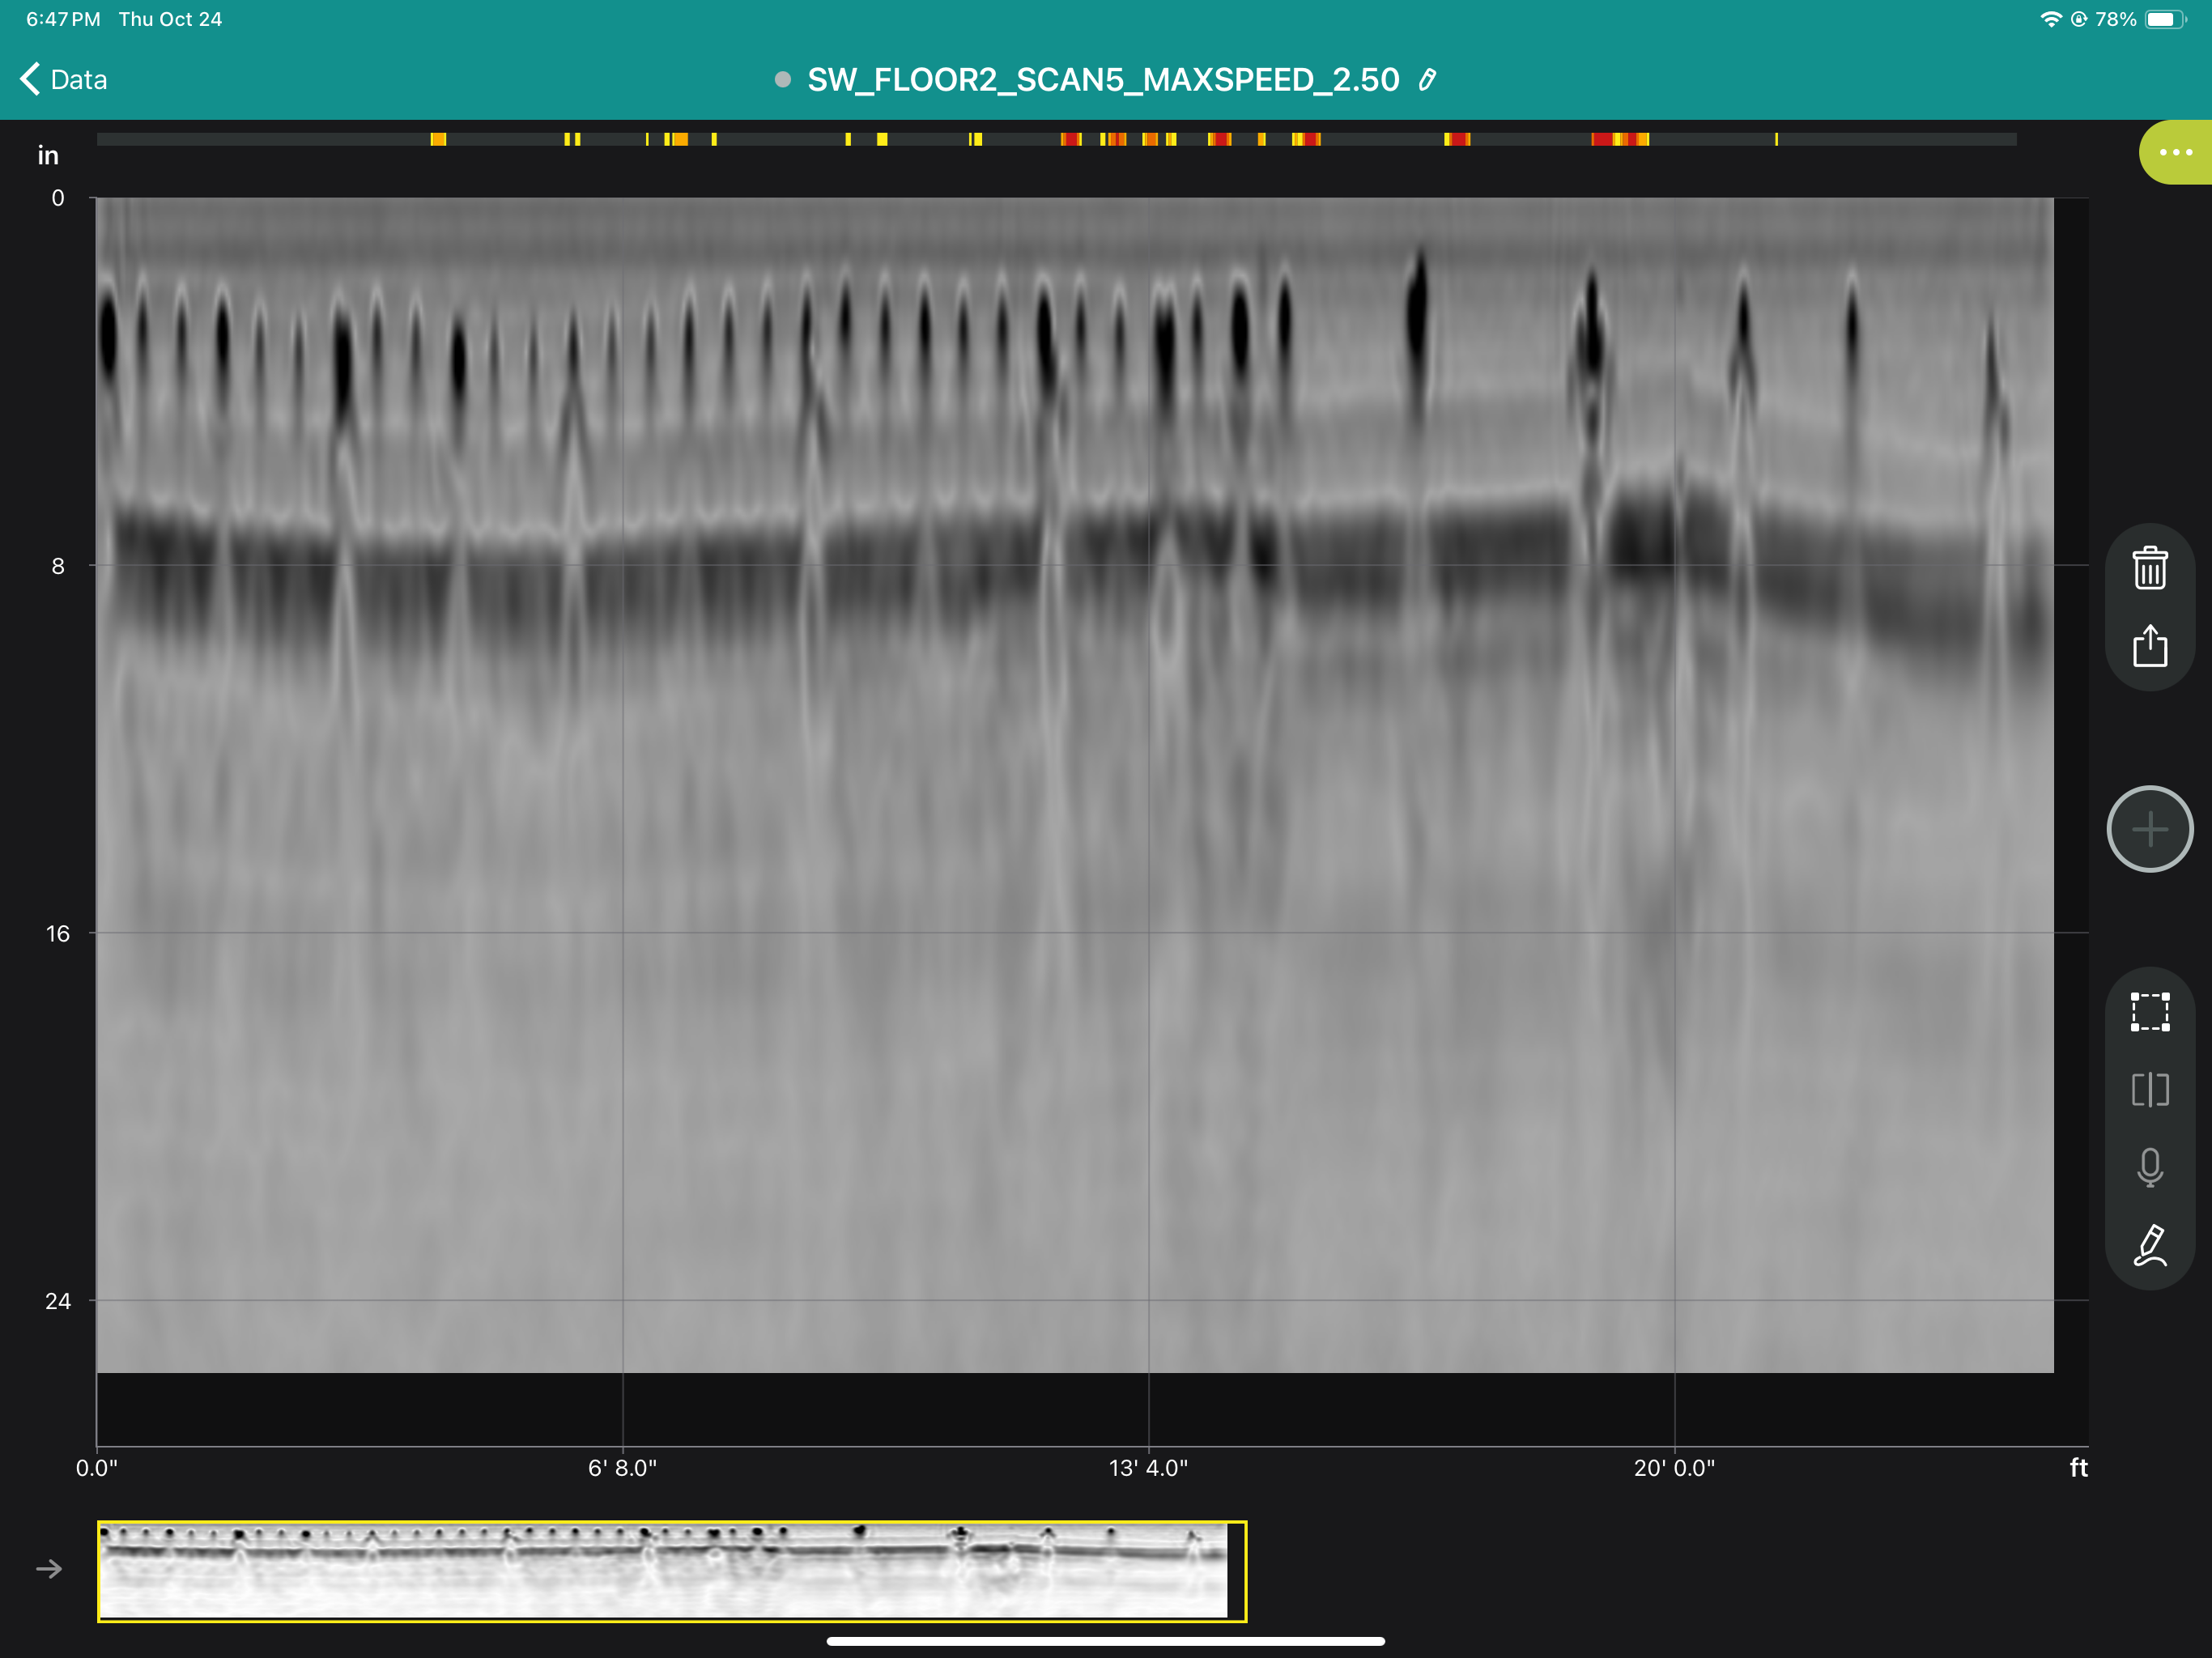 6:47 PM Thu Oct 24
78%
Data
SW_FLOOR2_SCAN5_MAXSPEED_2.50
in
0
8
16
24
0.0" 6' 8.0" 13' 4.0" 20' 0.0" ft